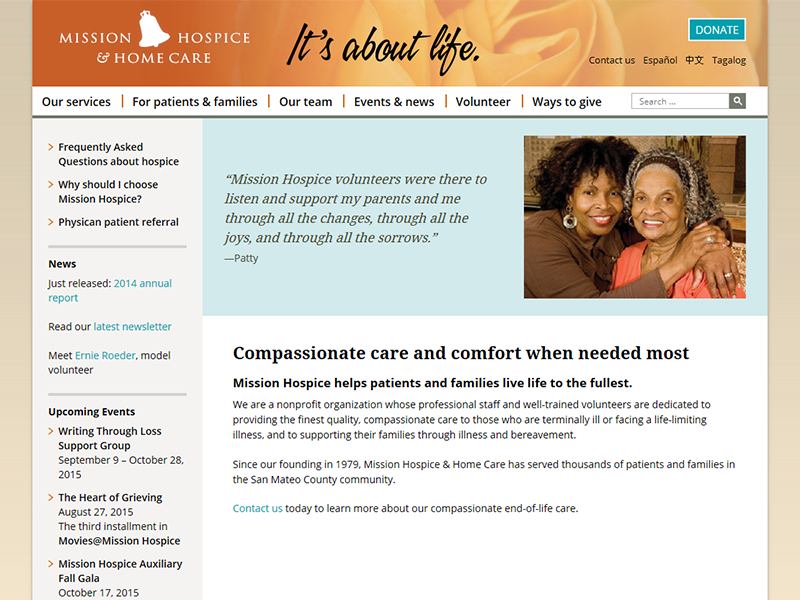 MISSION HOSPICE
& HOME CARE
It's about life.
DONATE
Contact us Español 中文 Tagalog
Our services For patients & families Our team Events & news Volunteer Ways to give
Search ...
Frequently Asked
Questions about hospice
Why should I choose
Mission Hospice?
Physican patient referral
News
Just released: 2014 annual
report
Read our latest newsletter
Meet Ernie Roeder, model
volunteer
Upcoming Events
Writing Through Loss
Support Group
September 9 – October 28,
2015
The Heart of Grieving
August 27, 2015
The third installment in
Movies@Mission Hospice
Mission Hospice Auxiliary
Fall Gala
October 17, 2015
“Mission Hospice volunteers were there to
listen and support my parents and me
through all the changes, through all the
joys, and through all the sorrows.”
—Patty
Compassionate care and comfort when needed most
Mission Hospice helps patients and families live life to the fullest.
We are a nonprofit organization whose professional staff and well-trained volunteers are dedicated to
providing the finest quality, compassionate care to those who are terminally ill or facing a life-limiting
illness, and to supporting their families through illness and bereavement.
Since our founding in 1979, Mission Hospice & Home Care has served thousands of patients and families in
the San Mateo County community.
Contact us today to learn more about our compassionate end-of-life care.